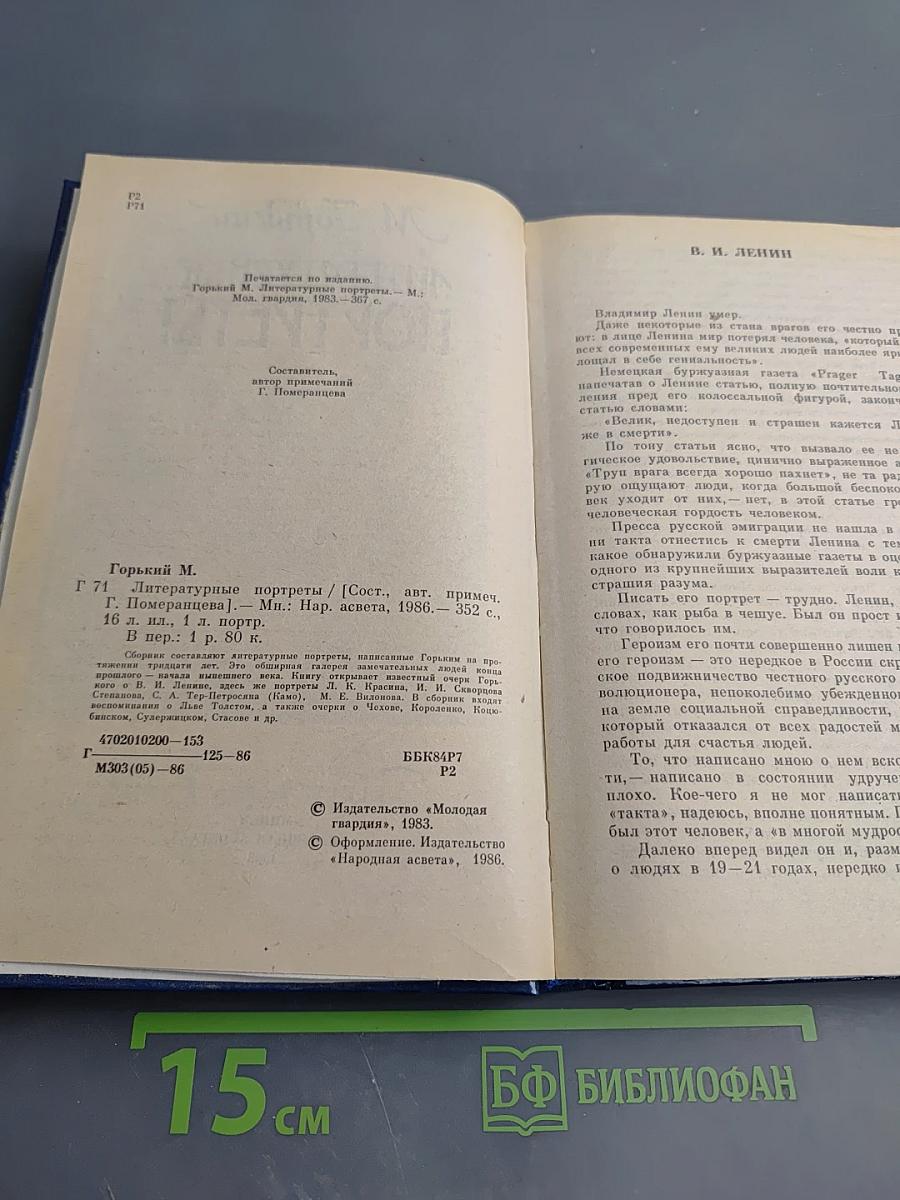 Р2
Р71
Печатается по изданию.
Горький М. Литературные портреты.— М.:
Мол. гвардия, 1983.—367 с.
Составитель,
автор примечаний
Г. Померанцева
Горький М.
Г 71 Литературные портреты / [Сост., авт. примеч.
Г. Померанцева].— Мн.: Нар. асвета, 1986.— 352 с.,
16 л. ил., 1 л. портр.
В пер.: 1 р. 80 к.
Сборник составляют литературные портреты, написанные Горьким на про-
тяжении тридцати лет. Это обширная галерея замечательных людей конца
прошлого — начала нынешнего века. Книгу открывает известный очерк Горь-
кого о В. И. Ленине, здесь же портреты Л. К. Красина, И. И. Скворцова
Степанова, С. А. Тер-Петросяна (Камо), М. Е. Вилонова. В сборник входят
воспоминания о Льве Толстом, а также очерки о Чехове, Короленко, Коцю-
бинском, Сулержицком, Стасове и др.
4702010200—153
Г————————125—86
М303(05)—86
ББК84Р7
Р2
© Издательство «Молодая
гвардия», 1983.
© Оформление. Издательство
«Народная асвета», 1986.
В. И. ЛЕНИН
Владимир Ленин умер.
Даже некоторые из стана врагов его честно пр
ют: в лице Ленина мир потерял человека, «который
всех современных ему великих людей наиболее яр
лощал в себе гениальность».
Немецкая буржуазная газета «Prager Tag
напечатав о Ленине статью, полную почтительно
ления пред его колоссальной фигурой, закон
статью словами:
«Велик, недоступен и страшен кажется Л
же в смерти».
По тону статьи ясно, что вызвало ее не
гическое удовольствие, цинично выраженное а
«Труп врага всегда хорошо пахнет», не та рад
рую ощущают люди, когда большой беспоко
век уходит от них,— нет, в этой статье гр
человеческая гордость человеком.
Пресса русской эмиграции не нашла в
ни такта отнестись к смерти Ленина с тем
какое обнаружили буржуазные газеты в оце
одного из крупнейших выразителей воли к
страшия разума.
Писать его портрет — трудно. Ленин,
словах, как рыба в чешуе. Был он прост и
что говорилось им.
Героизм его почти совершенно лишен
его героизм — это нередкое в России скр
ское подвижничество честного русского
волюционера, непоколебимо убежденно
на земле социальной справедливости,
который отказался от всех радостей м
работы для счастья людей.
То, что написано мною о нем вско
ти,— написано в состоянии удруче
плохо. Кое-чего я не мог написат
«такта», надеюсь, вполне понятным. П
был этот человек, а «в многой мудрос
Далеко вперед видел он и, разм
о людях в 19—21 годах, нередко
15 см
БФ БИБЛИОФАН